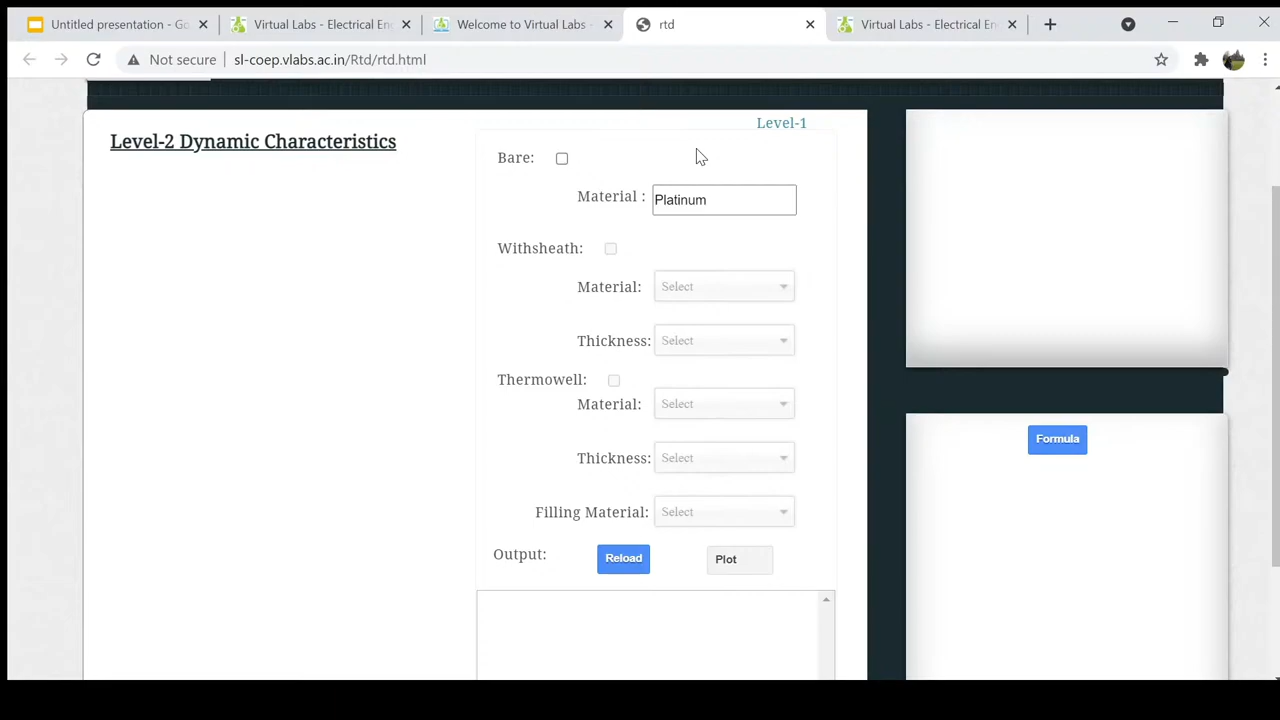 Untitled presentation - Go
Virtual Labs - Electrical En
Welcome to Virtual Labs -
rtd
Virtual Labs - Electrical En
Not secure
sl-coep.vlabs.ac.in/Rtd/rtd.html
Level-1
Level-2 Dynamic Characteristics
Bare:
Material :
Platinum
Withsheath:
Material:
Select
Thickness:
Select
Thermowell:
Material:
Select
Thickness:
Select
Filling Material:
Select
Output:
Reload
Plot
Formula